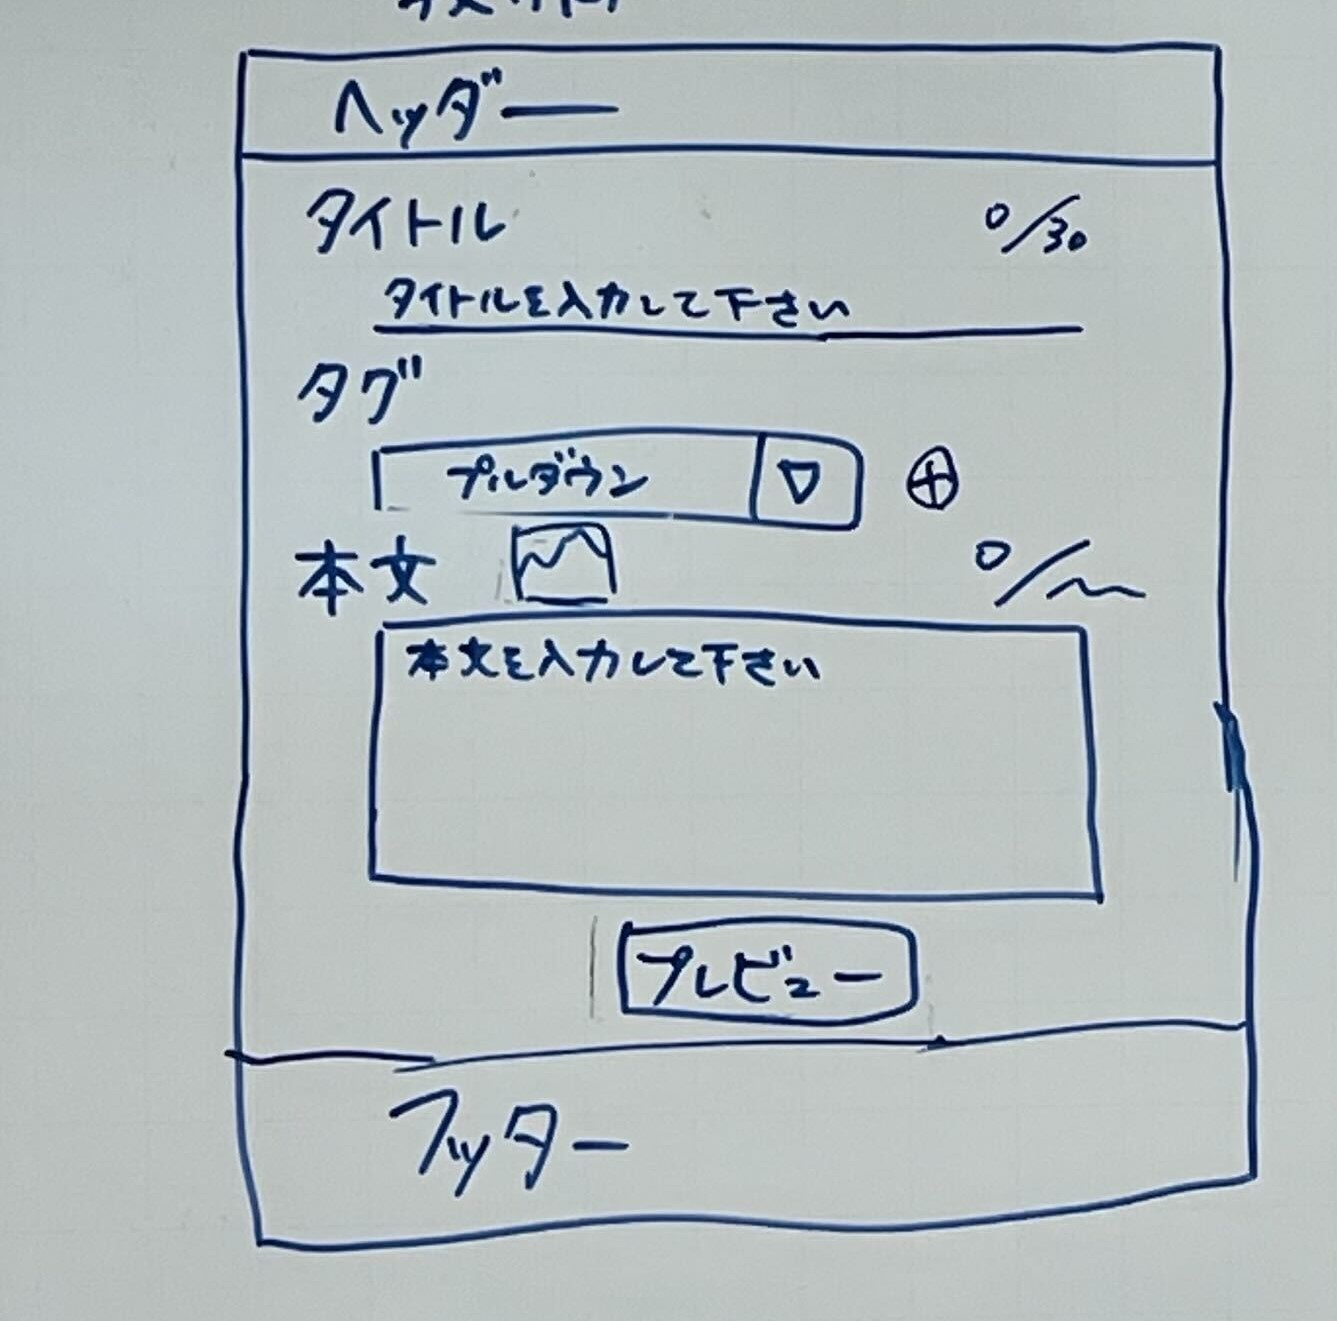 ヘッダー
タイトル 0/30
タイトルを入力して下さい
タグ
プルダウン
本文 0/
本文を入力して下さい
プレビュー
フッター